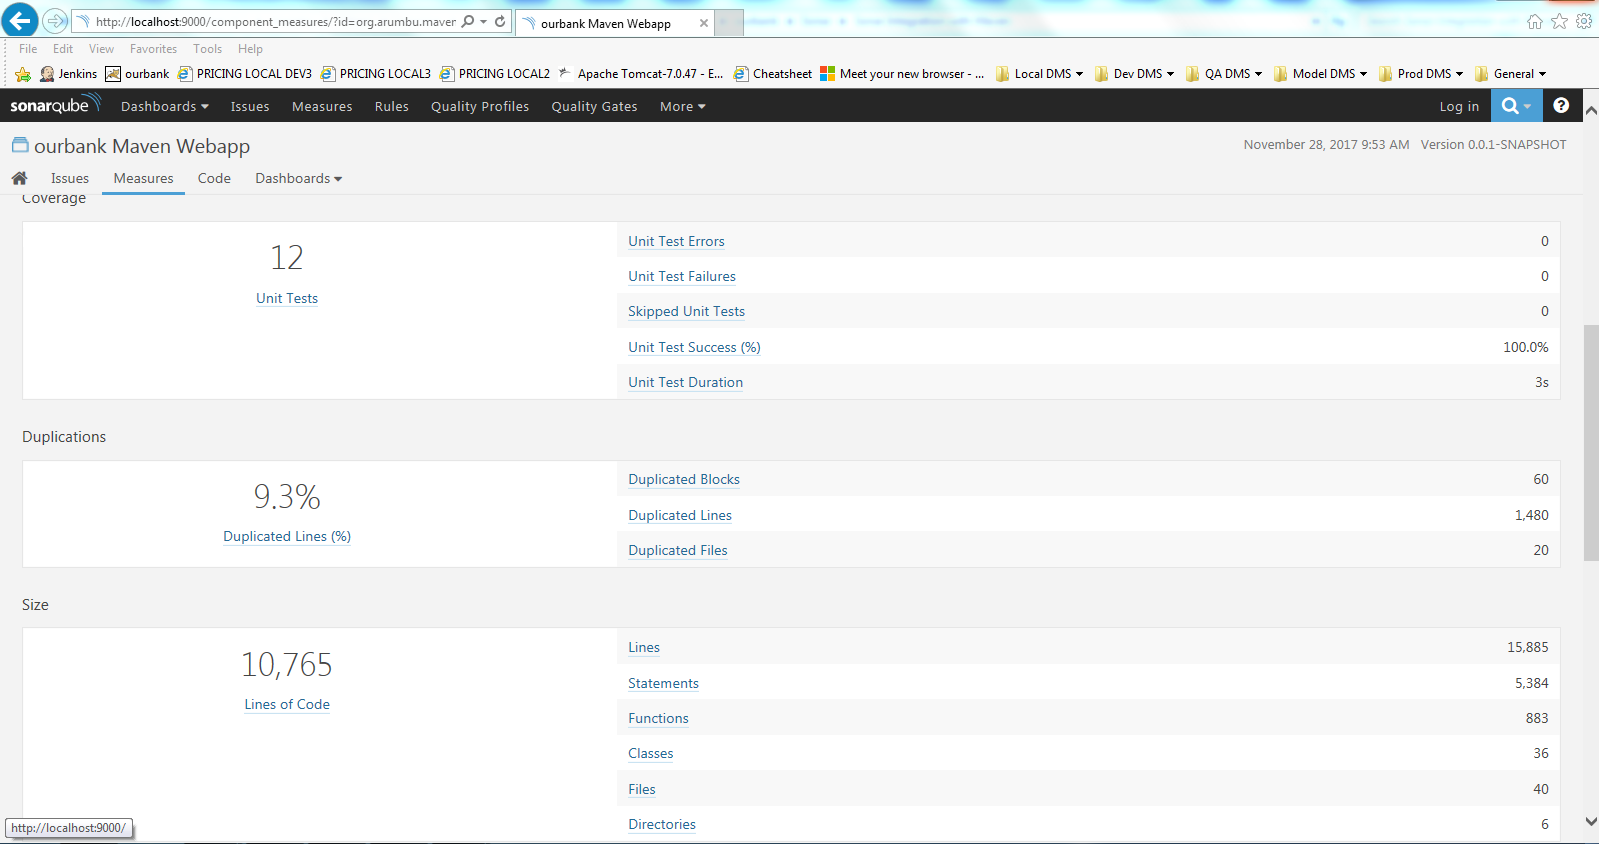 http://localhost:9000/component_measures/?id=org.arumbu.maven
ourbank Maven Webapp
File Edit View Favorites Tools Help
Jenkins ourbank PRICING LOCAL DEV3 PRICING LOCAL3 PRICING LOCAL2 Apache Tomcat-7.0.47 - E... Cheatsheet Meet your new browser - ... Local DMS Dev DMS QA DMS Model DMS Prod DMS General
sonarqube Dashboards Issues Measures Rules Quality Profiles Quality Gates More Log in ?
ourbank Maven Webapp
November 28, 2017 9:53 AM Version 0.0.1-SNAPSHOT
Issues Measures Code Dashboards
Coverage
12
Unit Tests
Unit Test Errors 0
Unit Test Failures 0
Skipped Unit Tests 0
Unit Test Success (%) 100.0%
Unit Test Duration 3s
Duplications
9.3%
Duplicated Lines (%)
Duplicated Blocks 60
Duplicated Lines 1,480
Duplicated Files 20
Size
10,765
Lines of Code
Lines 15,885
Statements 5,384
Functions 883
Classes 36
Files 40
Directories 6
http://localhost:9000/